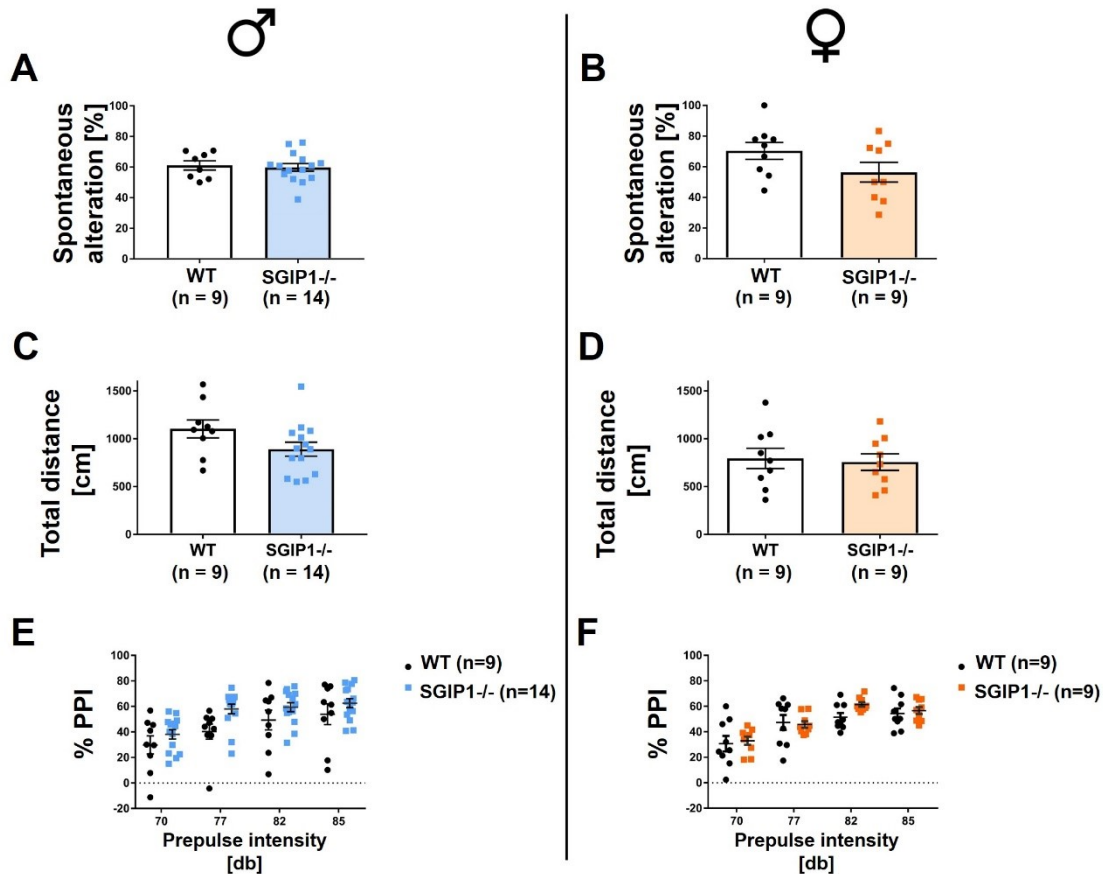 ♂
♀
A
Spontaneous
alteration [%]
100
80
60
40
20
0
WT
(n = 9)
SGIP1-/-
(n = 14)
B
Spontaneous
alteration [%]
100
80
60
40
20
0
WT
(n = 9)
SGIP1-/-
(n = 9)
C
Total distance
[cm]
1500
1000
500
0
WT
(n = 9)
SGIP1-/-
(n = 14)
D
Total distance
[cm]
1500
1000
500
0
WT
(n = 9)
SGIP1-/-
(n = 9)
E
WT (n=9)
SGIP1-/- (n=14)
% PPI
100
80
60
40
20
0
-20
70 77 82 85
Prepulse intensity
[db]
F
WT (n=9)
SGIP1-/- (n=9)
% PPI
100
80
60
40
20
0
-20
70 77 82 85
Prepulse intensity
[db]